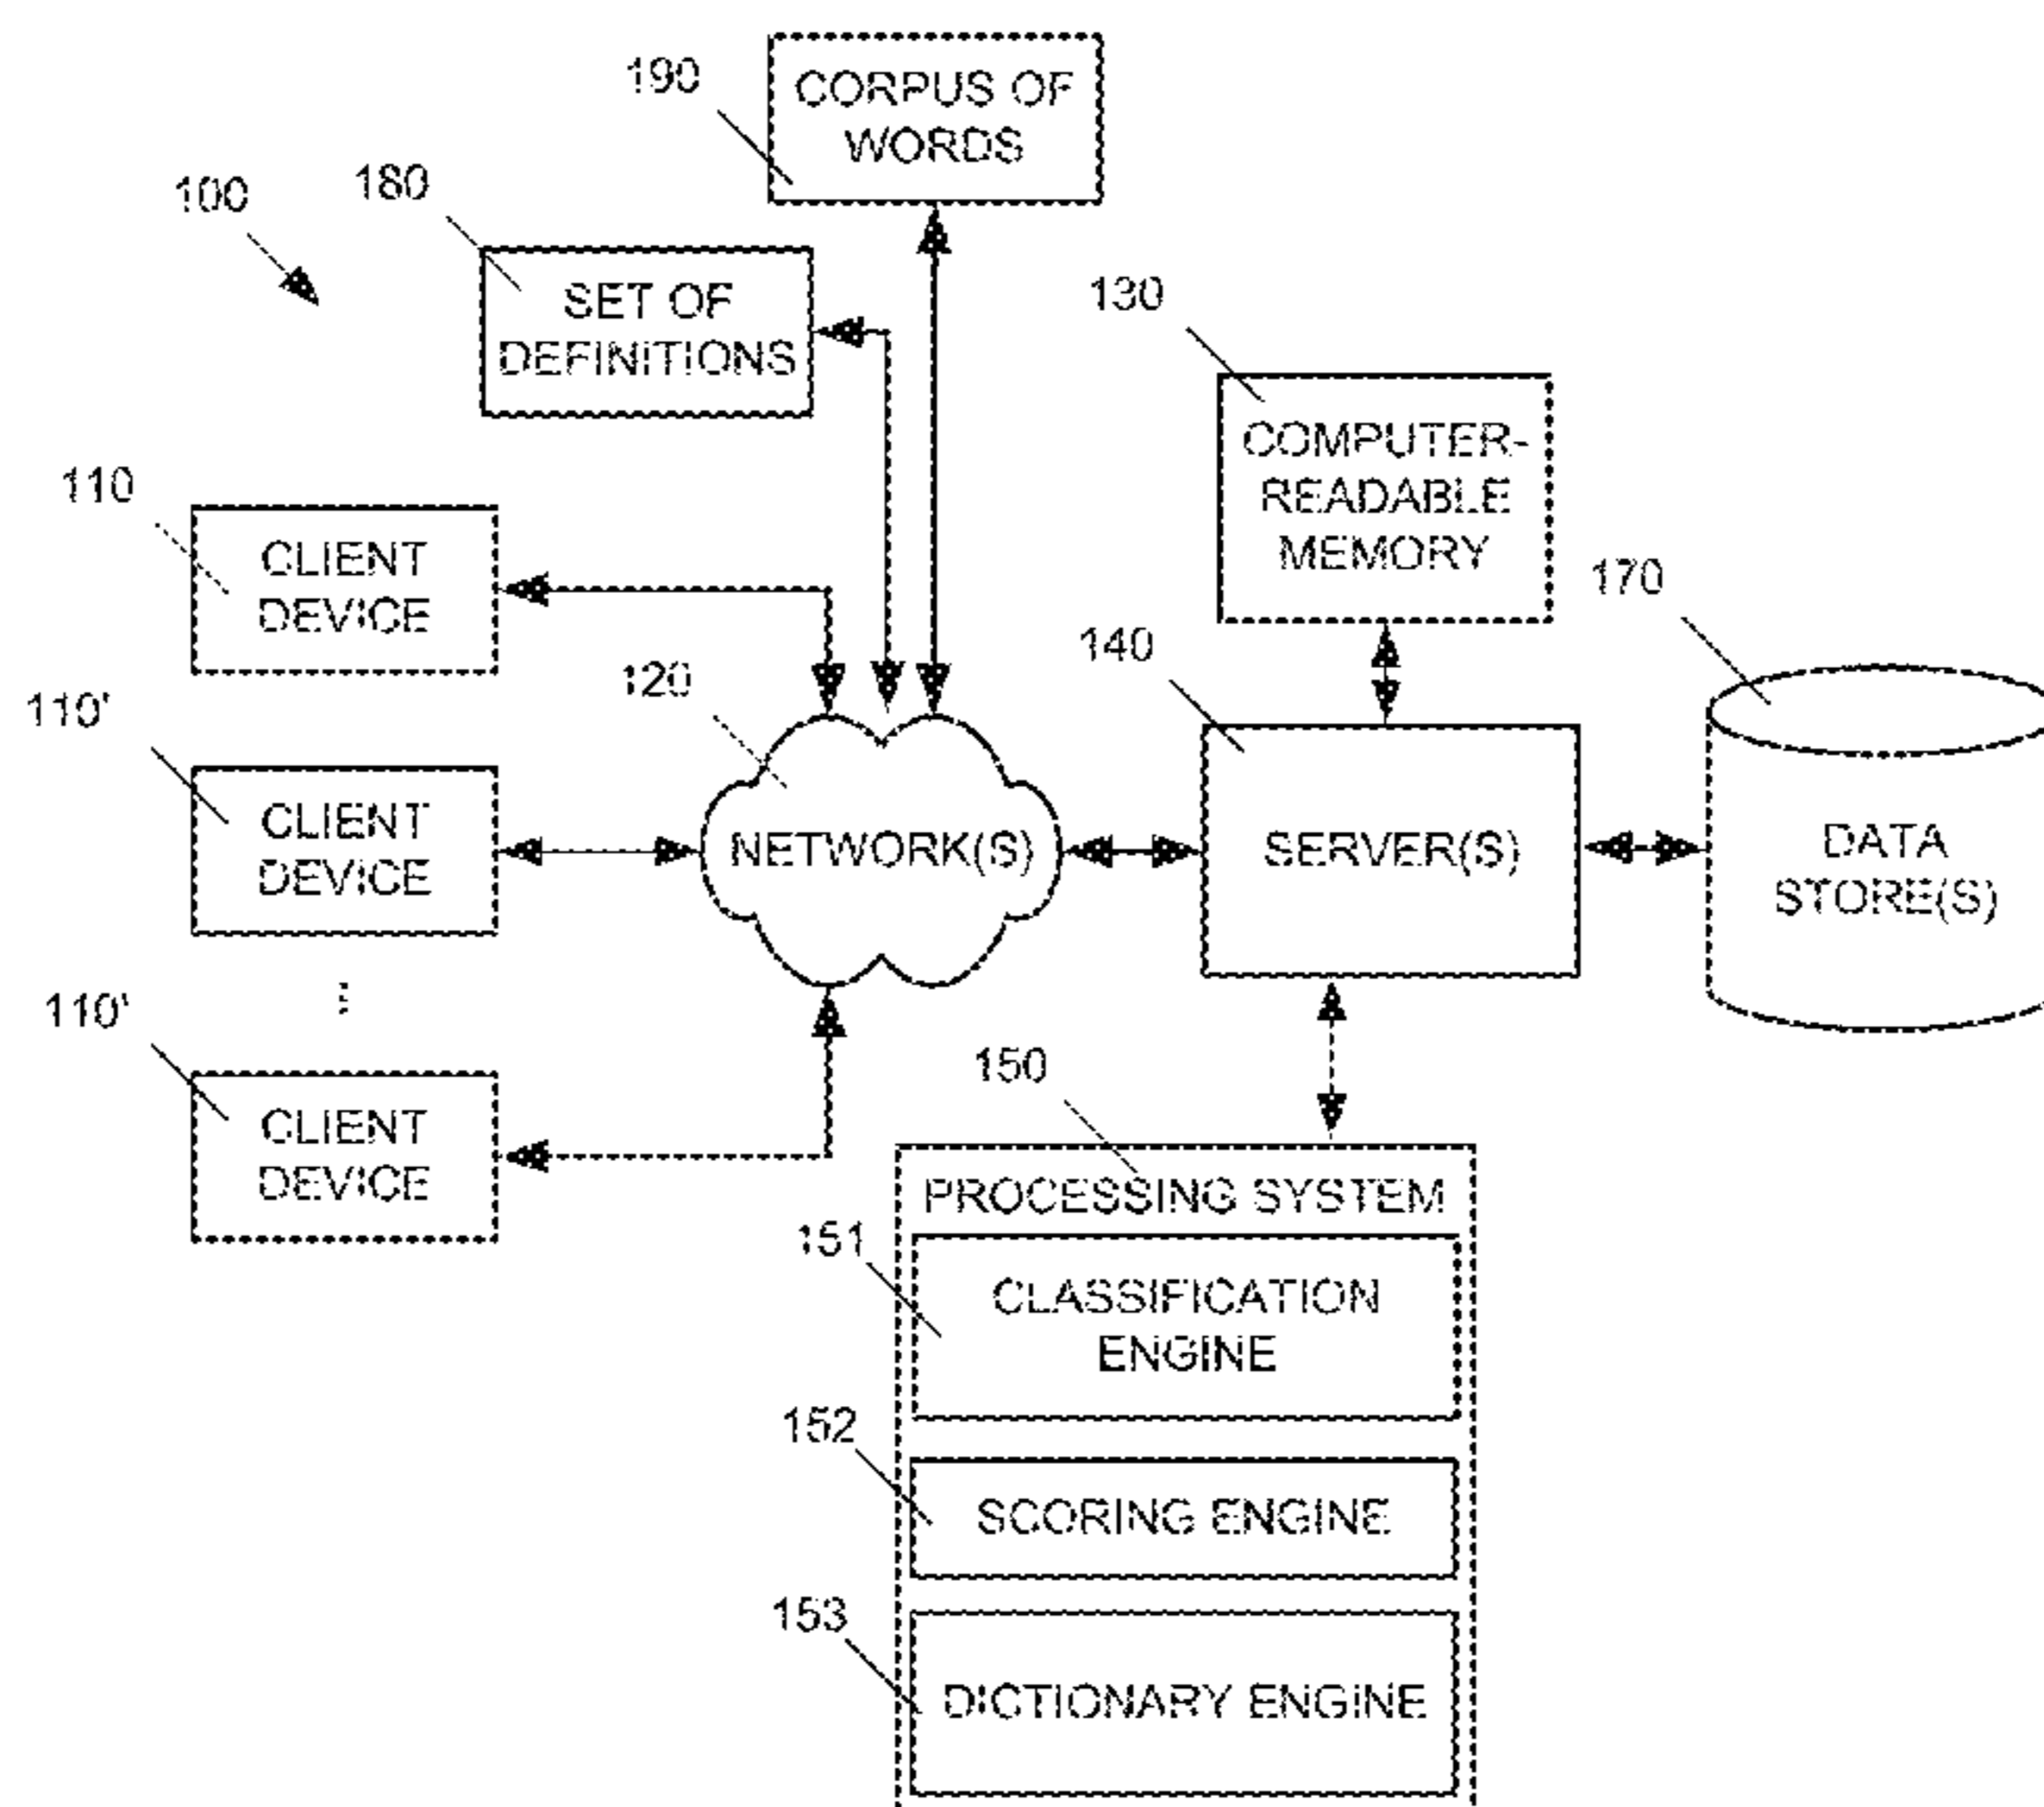 190
CORPUS OF
WORDS
100
180
SET OF
DEFINITIONS
130
COMPUTER-
READABLE
MEMORY
110
CLIENT
DEVICE
170
140
120
110'
CLIENT
DEVICE
NETWORK(S)
SERVER(S)
DATA
STORE(S)
110'
CLIENT
DEVICE
150
PROCESSING SYSTEM
151
CLASSIFICATION
ENGINE
152
SCORING ENGINE
153
DICTIONARY ENGINE